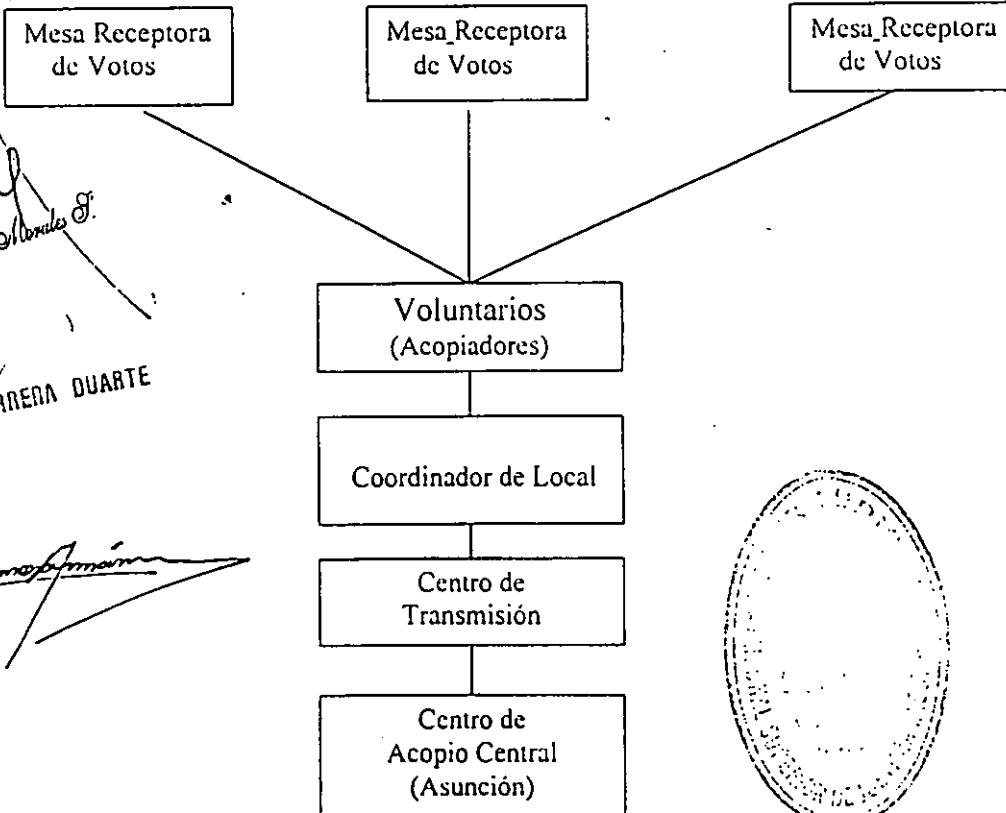 Mesa Receptora
de Votos
Mesa Receptora
de Votos
Mesa Receptora
de Votos
Morales
Voluntarios
(Acopiadores)
DUARTE
Coordinador de Local
Centro de
Transmisión
Centro de
Acopio Central
(Asunción)